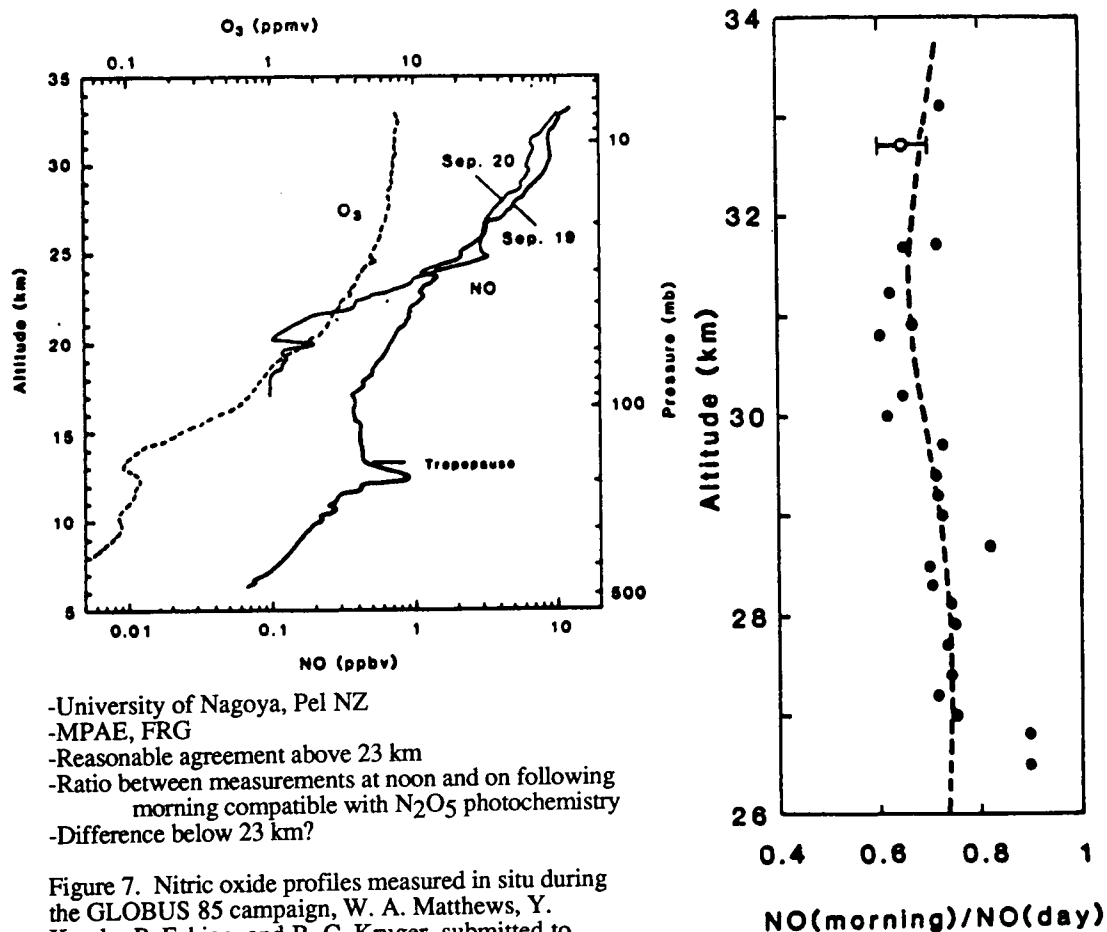 O3 (ppmv)
0.1 1 10
35
30
25
20
15
10
5
Altitude (km)
O3
Sep. 20
Sep. 19
NO
Tropopause
10
100
500
Pressure (mb)
0.01 0.1 1 10
NO (ppbv)
-University of Nagoya, Pel NZ
-MPAE, FRG
-Reasonable agreement above 23 km
-Ratio between measurements at noon and on following
morning compatible with N2O5 photochemistry
-Difference below 23 km?
Figure 7. Nitric oxide profiles measured in situ during
the GLOBUS 85 campaign, W. A. Matthews, Y.
34
32
30
28
26
Altitude (km)
0.4 0.6 0.8 1
NO(morning)/NO(day)